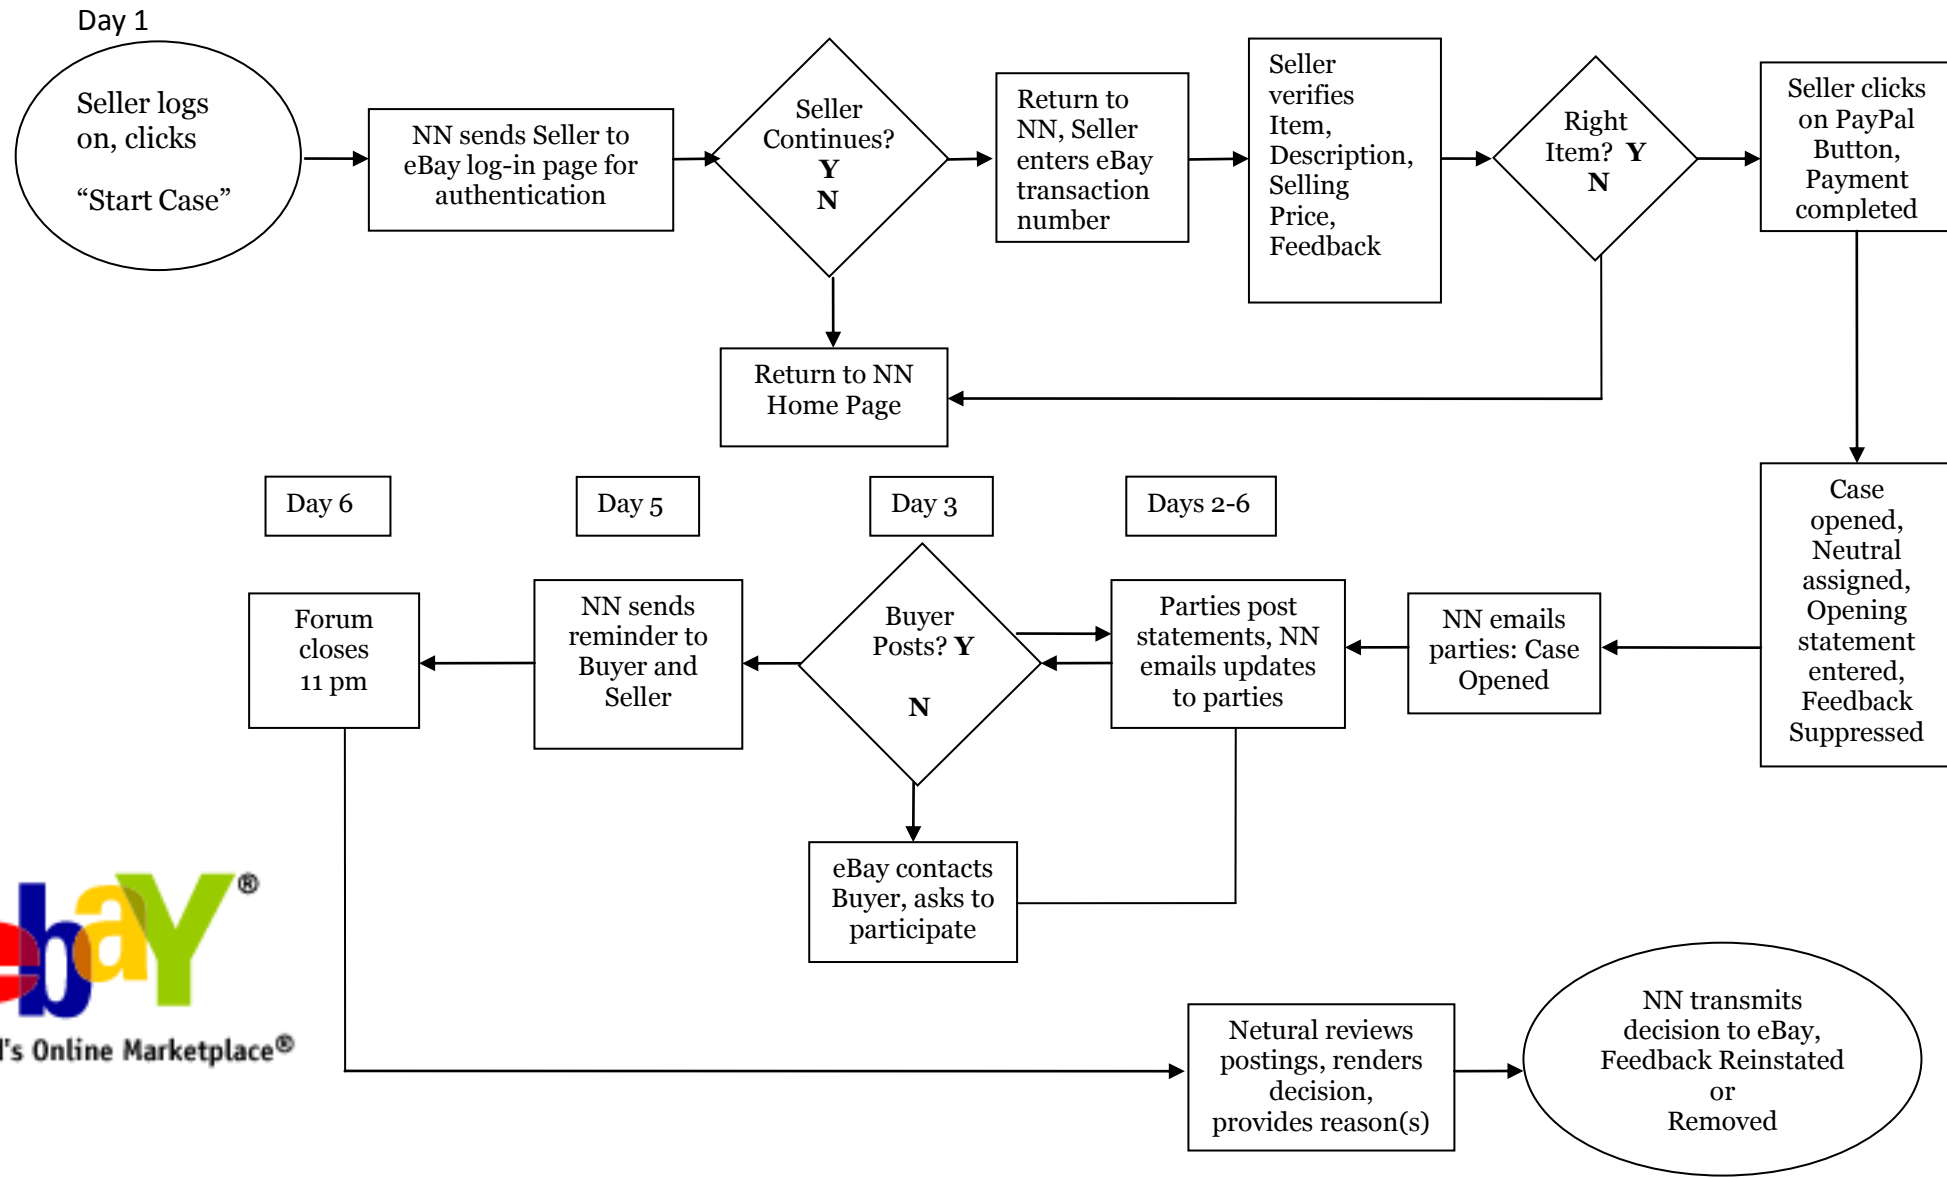 Day 1
Seller logs
on, clicks
“Start Case”
NN sends Seller to
eBay log-in page for
authentication
Seller
Continues?
Y
N
Return to
NN, Seller
enters eBay
transaction
number
Seller
verifies
Item,
Description,
Selling
Price,
Feedback
Right
Item? Y
N
Seller clicks
on PayPal
Button,
Payment
completed
Return to NN
Home Page
Day 6
Day 5
Day 3
Days 2-6
Forum
closes
11 pm
NN sends
reminder to
Buyer and
Seller
Buyer
Posts? Y
N
Parties post
statements, NN
emails updates
to parties
NN emails
parties: Case
Opened
Case
opened,
Neutral
assigned,
Opening
statement
entered,
Feedback
Suppressed
eBay contacts
Buyer, asks to
participate
ebaY®
d's Online Marketplace®
Netural reviews
postings, renders
decision,
provides reason(s)
NN transmits
decision to eBay,
Feedback Reinstated
or
Removed